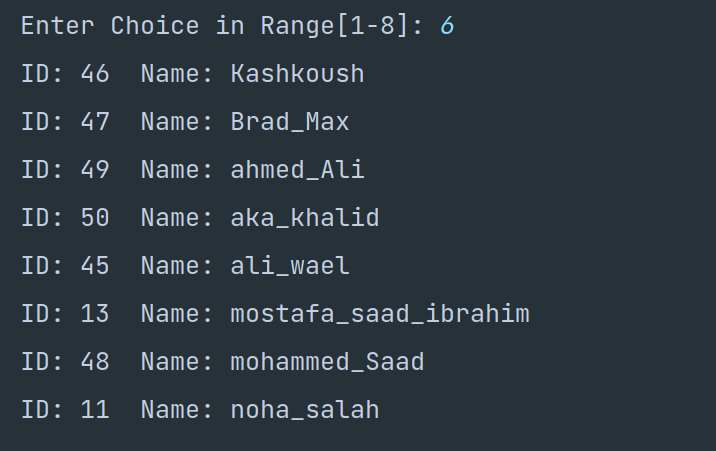 Enter Choice in Range[1-8]: 6
ID: 46  Name: Kashkoush
ID: 47  Name: Brad_Max
ID: 49  Name: ahmed_Ali
ID: 50  Name: aka_khalid
ID: 45  Name: ali_wael
ID: 13  Name: mostafa_saad_ibrahim
ID: 48  Name: mohammed_Saad
ID: 11  Name: noha_salah